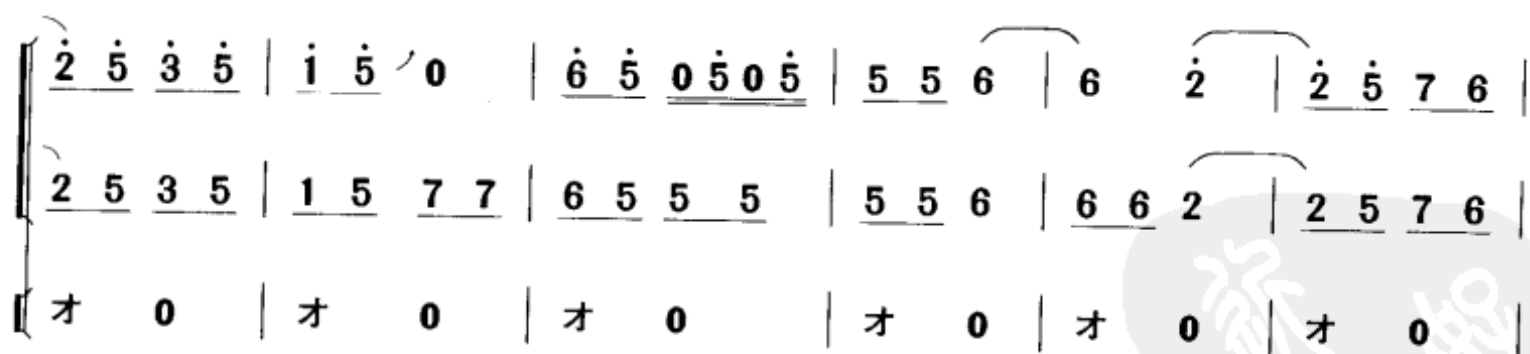 2̇ 5̇ 3̇ 5̇ | 1̇ 5̇ 0 | 6̇ 5̇ 0 5̇ 0 5̇ | 5 5 6 | 6 2̇ | 2̇ 5̇ 7 6 |
2 5 3 5 | 1 5 7 7 | 6 5 5 5 | 5 5 6 | 6 6 2 | 2 5 7 6 |
才 0 | 才 0 | 才 0 | 才 0 | 才 0 | 才 0 |